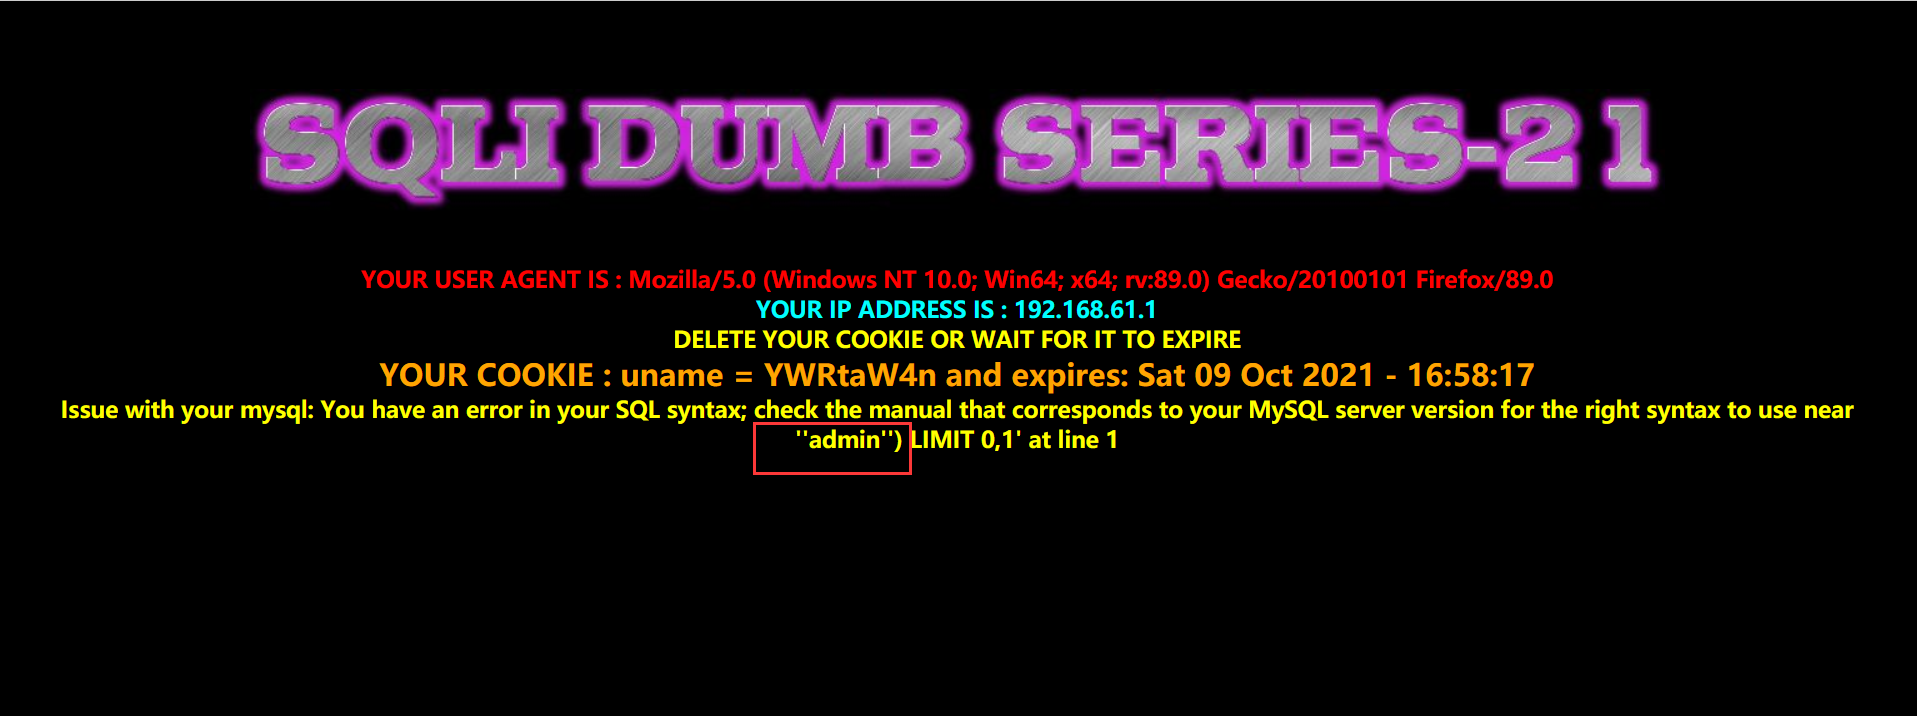 SQLI DUMB SERIES-21
YOUR USER AGENT IS : Mozilla/5.0 (Windows NT 10.0; Win64; x64; rv:89.0) Gecko/20100101 Firefox/89.0
YOUR IP ADDRESS IS : 192.168.61.1
DELETE YOUR COOKIE OR WAIT FOR IT TO EXPIRE
YOUR COOKIE : uname = YWRtaW4n and expires: Sat 09 Oct 2021 - 16:58:17
Issue with your mysql: You have an error in your SQL syntax; check the manual that corresponds to your MySQL server version for the right syntax to use near
''admin'') LIMIT 0,1' at line 1